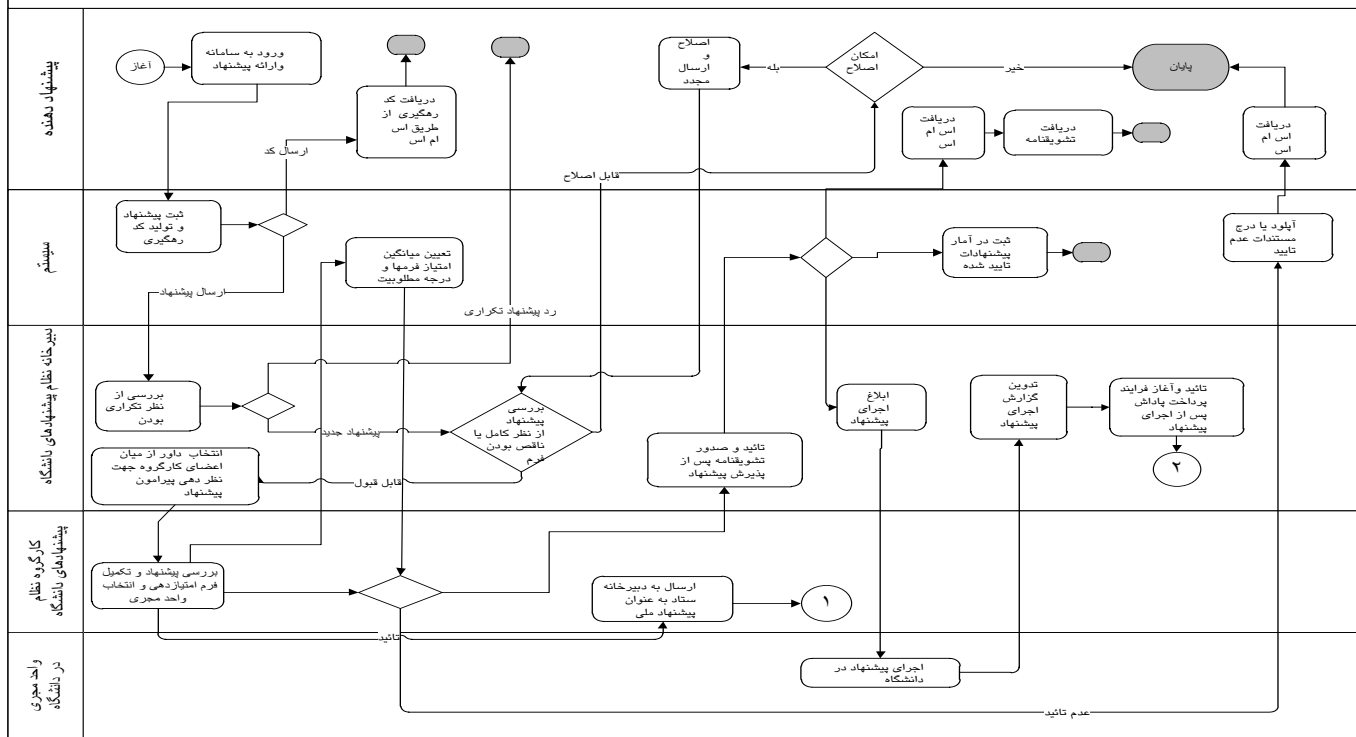 پیشنهاد دهنده
آغاز
ورود به سامانه
وارائه پیشنهاد
دریافت کد
رهگیری از
طریق اس
ام اس
ارسال کد
اصلاح
و
ارسال
مجدد
بله
امکان
اصلاح
خیر
پایان
دریافت
اس ام
اس
دریافت
تشویقنامه
دریافت
اس ام
اس
قابل اصلاح
سیستم
ثبت پیشنهاد
و تولید کد
رهگیری
ارسال پیشنهاد
تعیین میانگین
امتیاز فرمها و
درجه مطلوبیت
رد پیشنهاد تکراری
ثبت در آمار
پیشنهادات
تایید شده
آپلود یا درج
مستندات عدم
تایید
دبیرخانه نظام پیشنهادهای دانشگاه
بررسی از
نظر تکراری
بودن
پیشنهاد جدید
بررسی
پیشنهاد
از نظر کامل یا
ناقص بودن
فرم
قابل قبول
انتخاب داور از میان
اعضای کارگروه جهت
نظر دهی پیرامون
پیشنهاد
تائید و صدور
تشویقنامه پس از
پذیرش پیشنهاد
ابلاغ
اجرای
پیشنهاد
تدوین
گزارش
اجرای
پیشنهاد
تائید وآغاز فرایند
پرداخت پاداش
پس از اجرای
پیشنهاد
۲
کارگروه نظام
پیشنهادهای دانشگاه
بررسی پیشنهاد و تکمیل
فرم امتیازدهی و انتخاب
واحد مجری
ارسال به دبیرخانه
ستاد به عنوان
پیشنهاد ملی
۱
تائید
واحد مجری
در دانشگاه
اجرای پیشنهاد در
دانشگاه
عدم تائید